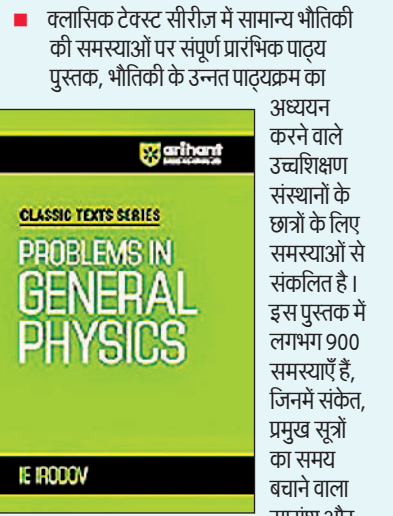 क्लासिक टेक्स्ट सीरीज़ में सामान्य भौतिकी
की समस्याओं पर संपूर्ण प्रारंभिक पाठ्य
पुस्तक, भौतिकी के उन्नत पाठ्यक्रम का
अध्ययन
करने वाले
उच्चशिक्षण
संस्थानों के
छात्रों के लिए
समस्याओं से
संकलित है।
इस पुस्तक में
लगभग 900
समस्याएँ हैं,
जिनमें संकेत,
प्रमुख सूत्रों
का समय
बचाने वाला
arihant
CLASSIC TEXTS SERIES
PROBLEMS IN
GENERAL
PHYSICS
IE IRODOV